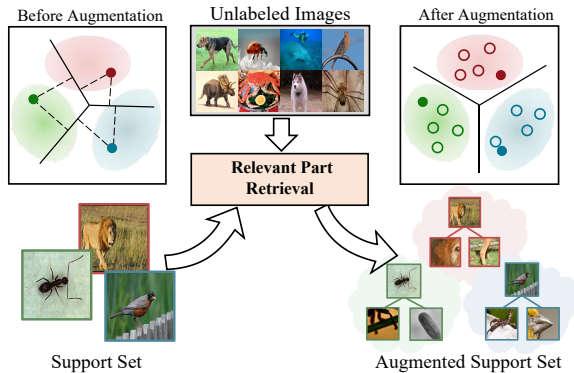 Before Augmentation
Unlabeled Images
After Augmentation
Relevant Part
Retrieval
Support Set
Augmented Support Set